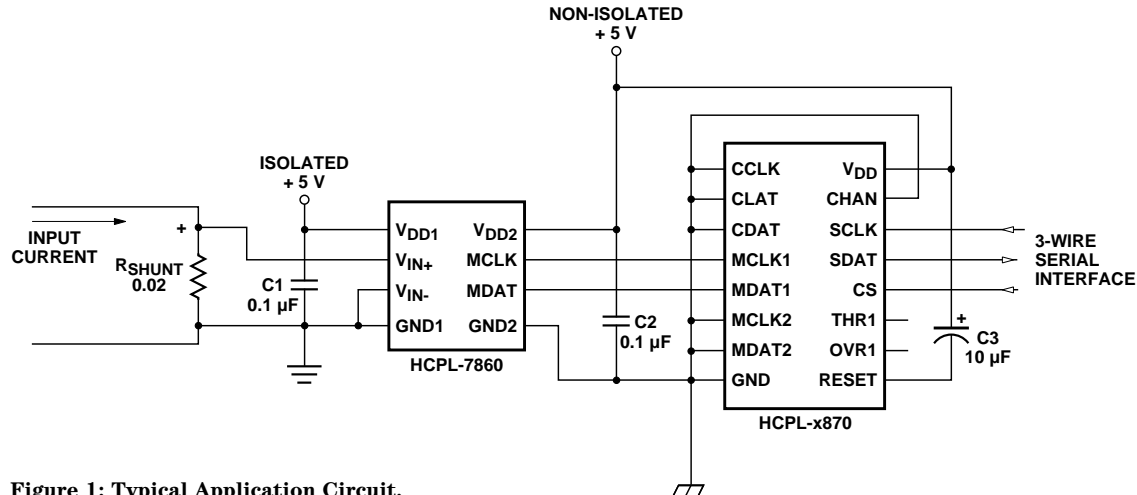 NON-ISOLATED
+ 5 V
ISOLATED
+ 5 V
INPUT
CURRENT
+
RSHUNT
0.02
C1
0.1 µF
VDD1
VIN+
VIN-
GND1
VDD2
MCLK
MDAT
GND2
HCPL-7860
C2
0.1 µF
CCLK
CLAT
CDAT
MCLK1
MDAT1
MCLK2
MDAT2
GND
VDD
CHAN
SCLK
SDAT
CS
THR1
OVR1
RESET
HCPL-x870
3-WIRE
SERIAL
INTERFACE
+
C3
10 µF
Figure 1: Typical Application Circuit.